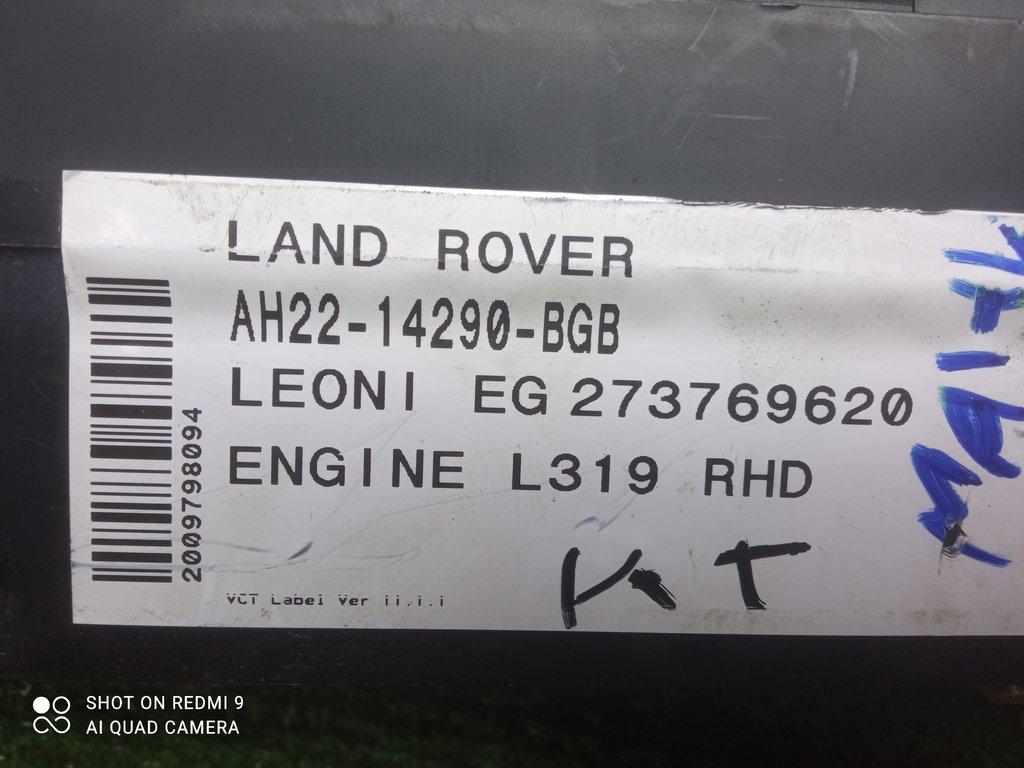 LAND ROVER
AH22-14290-BGB
LEONI EG 273769620
ENGINE L319 RHD
2009798094
VCT Label Ver ii.i.i
KT
SHOT ON REDMI 9
AI QUAD CAMERA